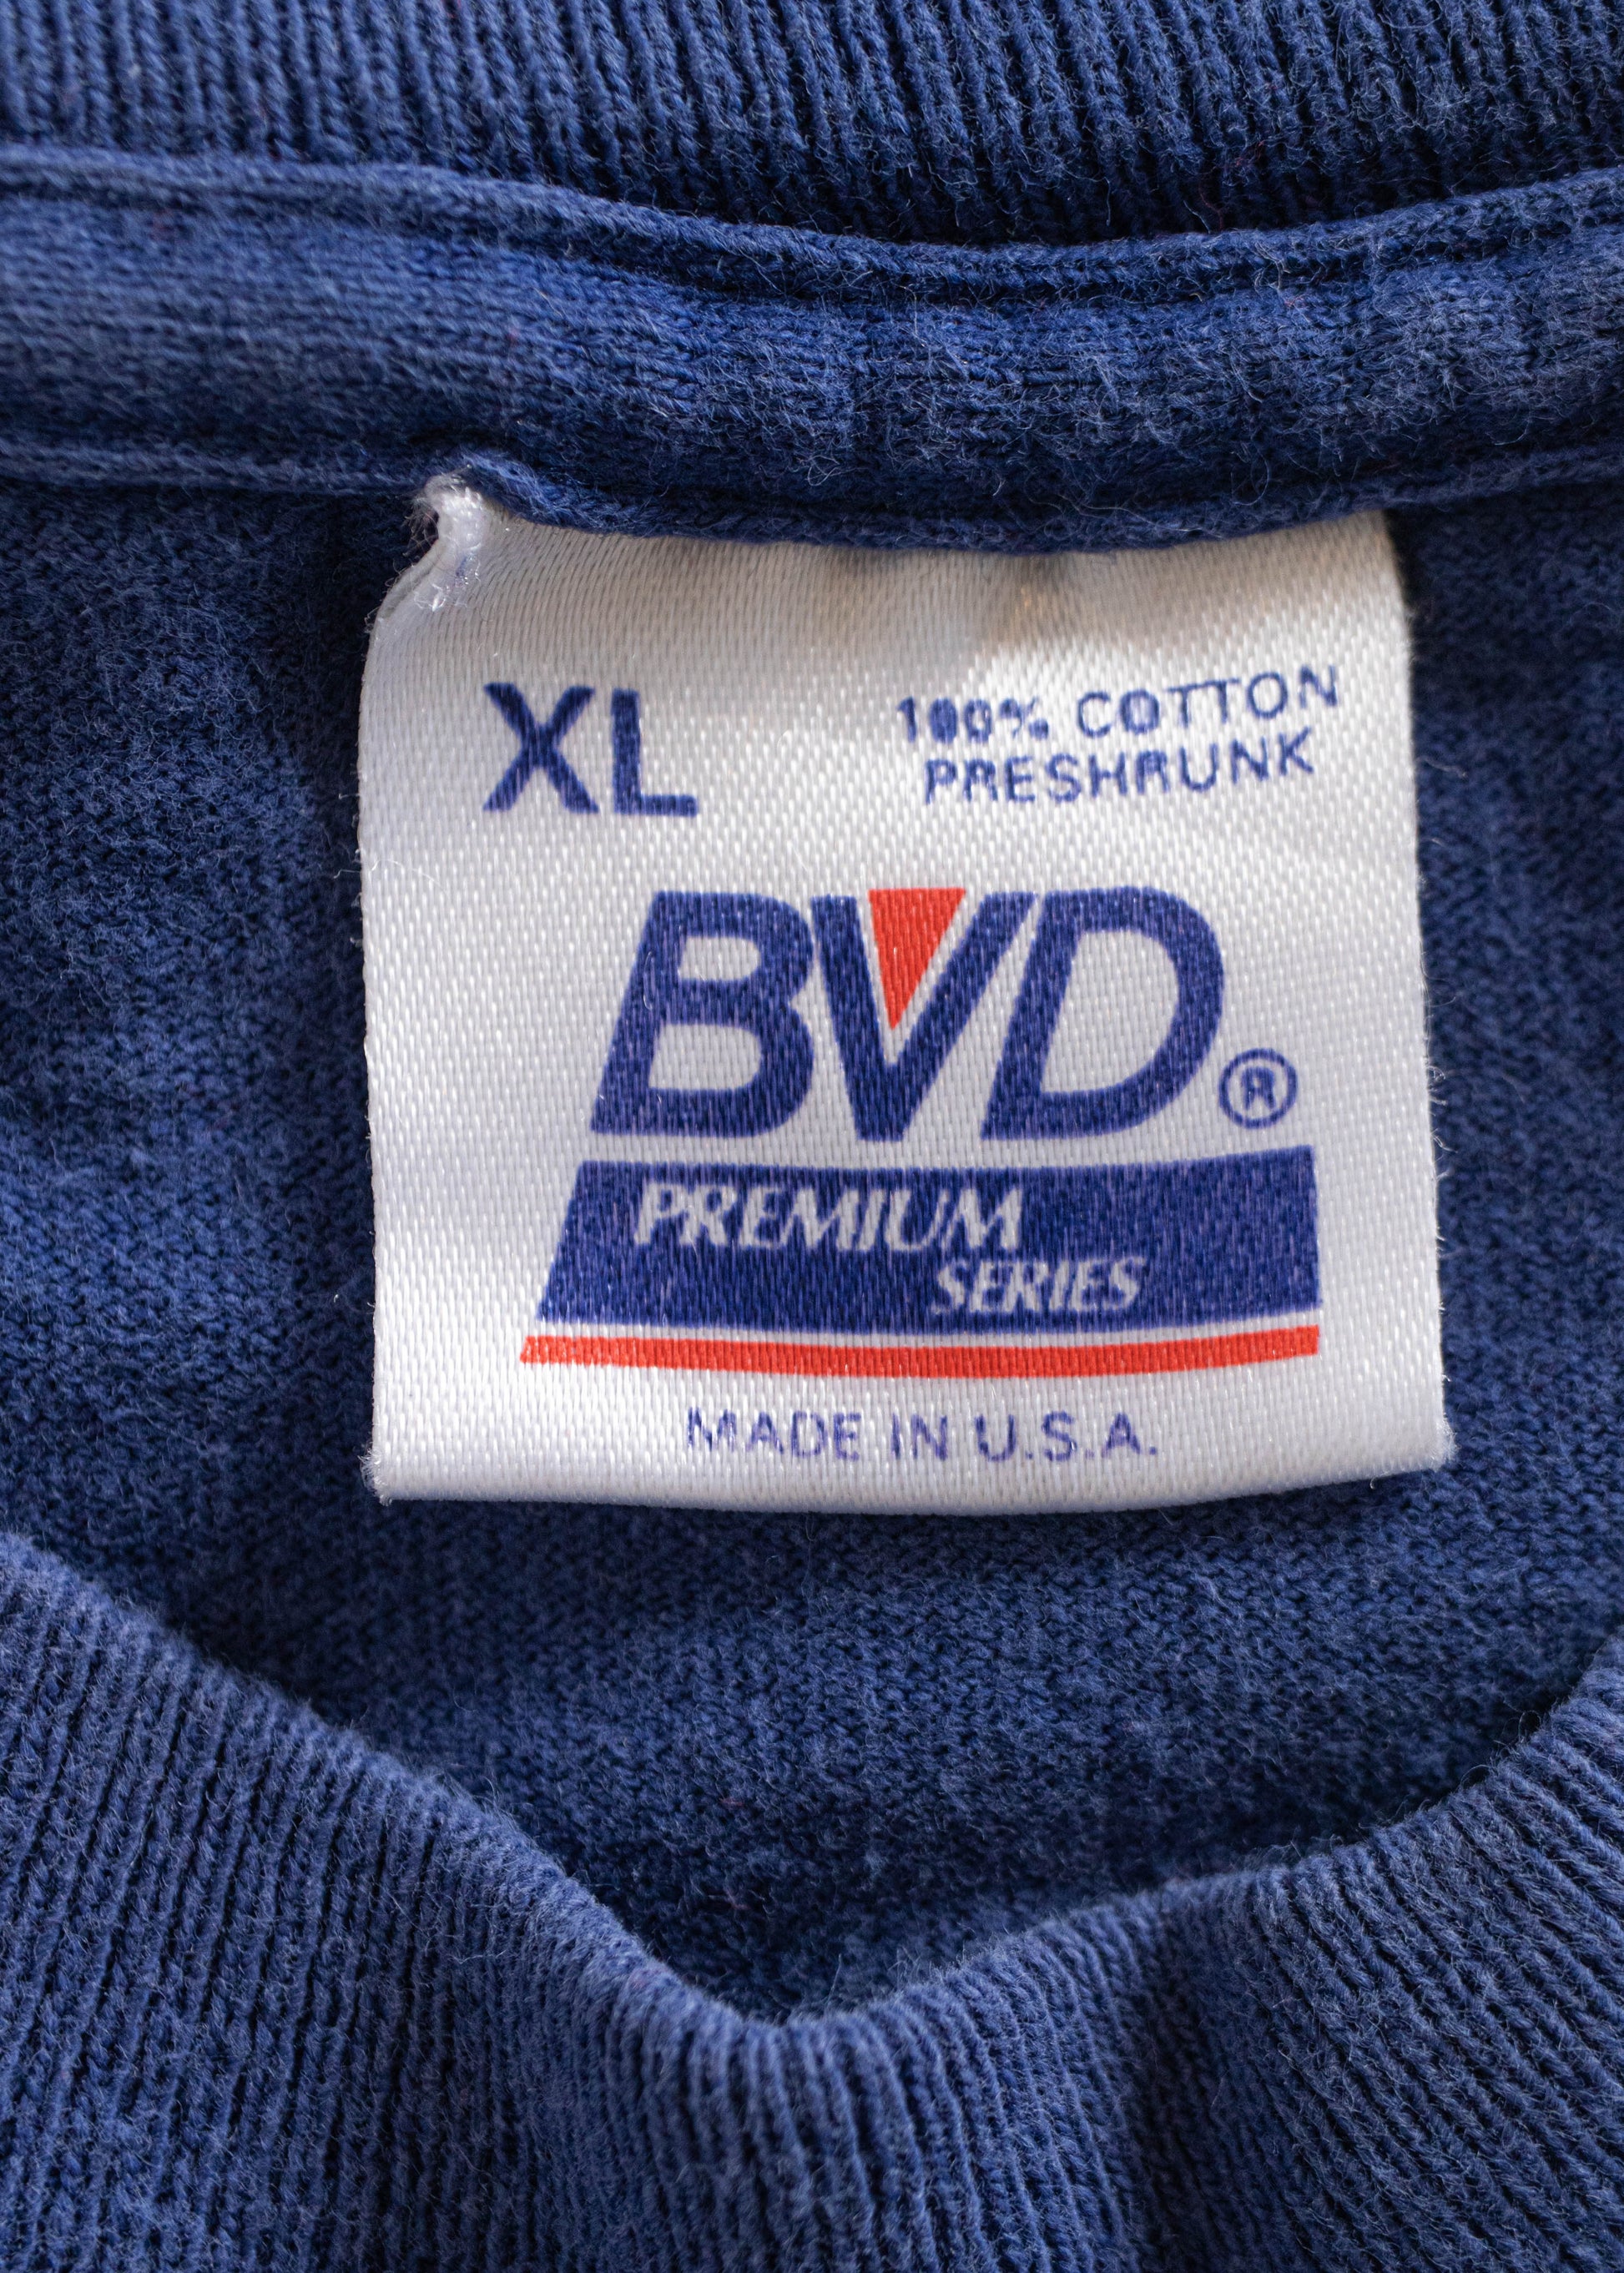 XL
100% COTTON
PRESHRUNK
BVD®
PREMIUM
SERIES
MADE IN U.S.A.